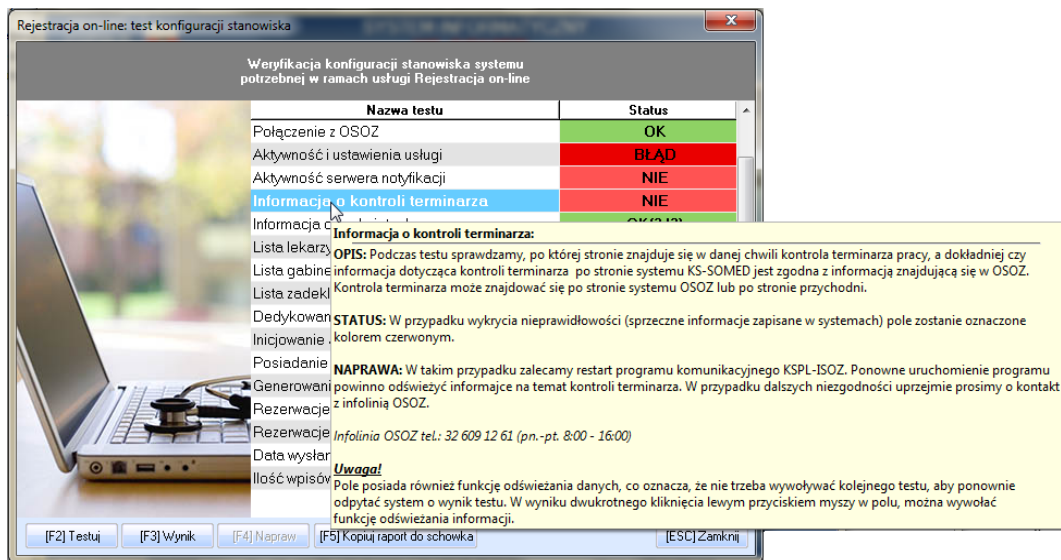 Rejestracja on-line: test konfiguracji stanowiska
Weryfikacja konfiguracji stanowiska systemu
potrzebnej w ramach usługi Rejestracja on-line
Nazwa testu Status
Połączenie z OSOZ OK
Aktywność i ustawienia usługi BŁĄD
Aktywność serwera notyfikacji NIE
Informacja o kontroli terminarza NIE
Informacja
Lista lekarzy
Lista gabine
Lista zadekl
Dedykowan
Inicjowanie
Posiadanie
Generowani
Rezerwacje
Rezerwacje
Data wysłan
Ilość wpisów
Informacja o kontroli terminarza:
OPIS: Podczas testu sprawdzamy, po której stronie znajduje się w danej chwili kontrola terminarza pracy, a dokładniej czy
informacja dotycząca kontroli terminarza po stronie systemu KS-SOMED jest zgodna z informacją znajdującą się w OSOZ.
Kontrola terminarza może znajdować się po stronie systemu OSOZ lub po stronie przychodni.
STATUS: W przypadku wykrycia nieprawidłowości (sprzeczne informacje zapisane w systemach) pole zostanie oznaczone
kolorem czerwonym.
NAPRAWA: W takim przypadku zalecamy restart programu komunikacyjnego KSPL-ISOZ. Ponowne uruchomienie programu
powinno odświeżyć informajce na temat kontroli terminarza. W przypadku dalszych niezgodności uprzejmie prosimy o kontakt
z infolinią OSOZ.
Infolinia OSOZ tel.: 32 609 12 61 (pn.-pt. 8:00 - 16:00)
Uwaga!
Pole posiada również funkcję odświeżania danych, co oznacza, że nie trzeba wywoływać kolejnego testu, aby ponownie
odpytać system o wynik testu. W wyniku dwukrotnego kliknięcia lewym przyciskiem myszy w polu, można wywołać
funkcję odświeżania informacji.
[F2] Testuj [F3] Wynik [F4] Napraw [F5] Kopiuj raport do schowka [ESC] Zamknij